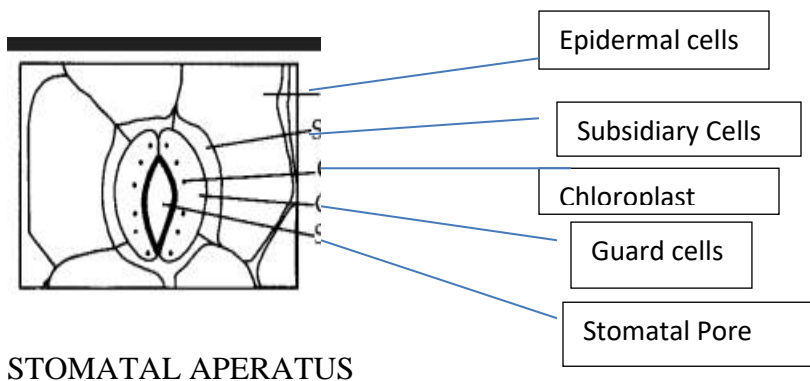 Epidermal cells
Subsidiary Cells
Chloroplast
Guard cells
Stomatal Pore
STOMATAL APERATUS